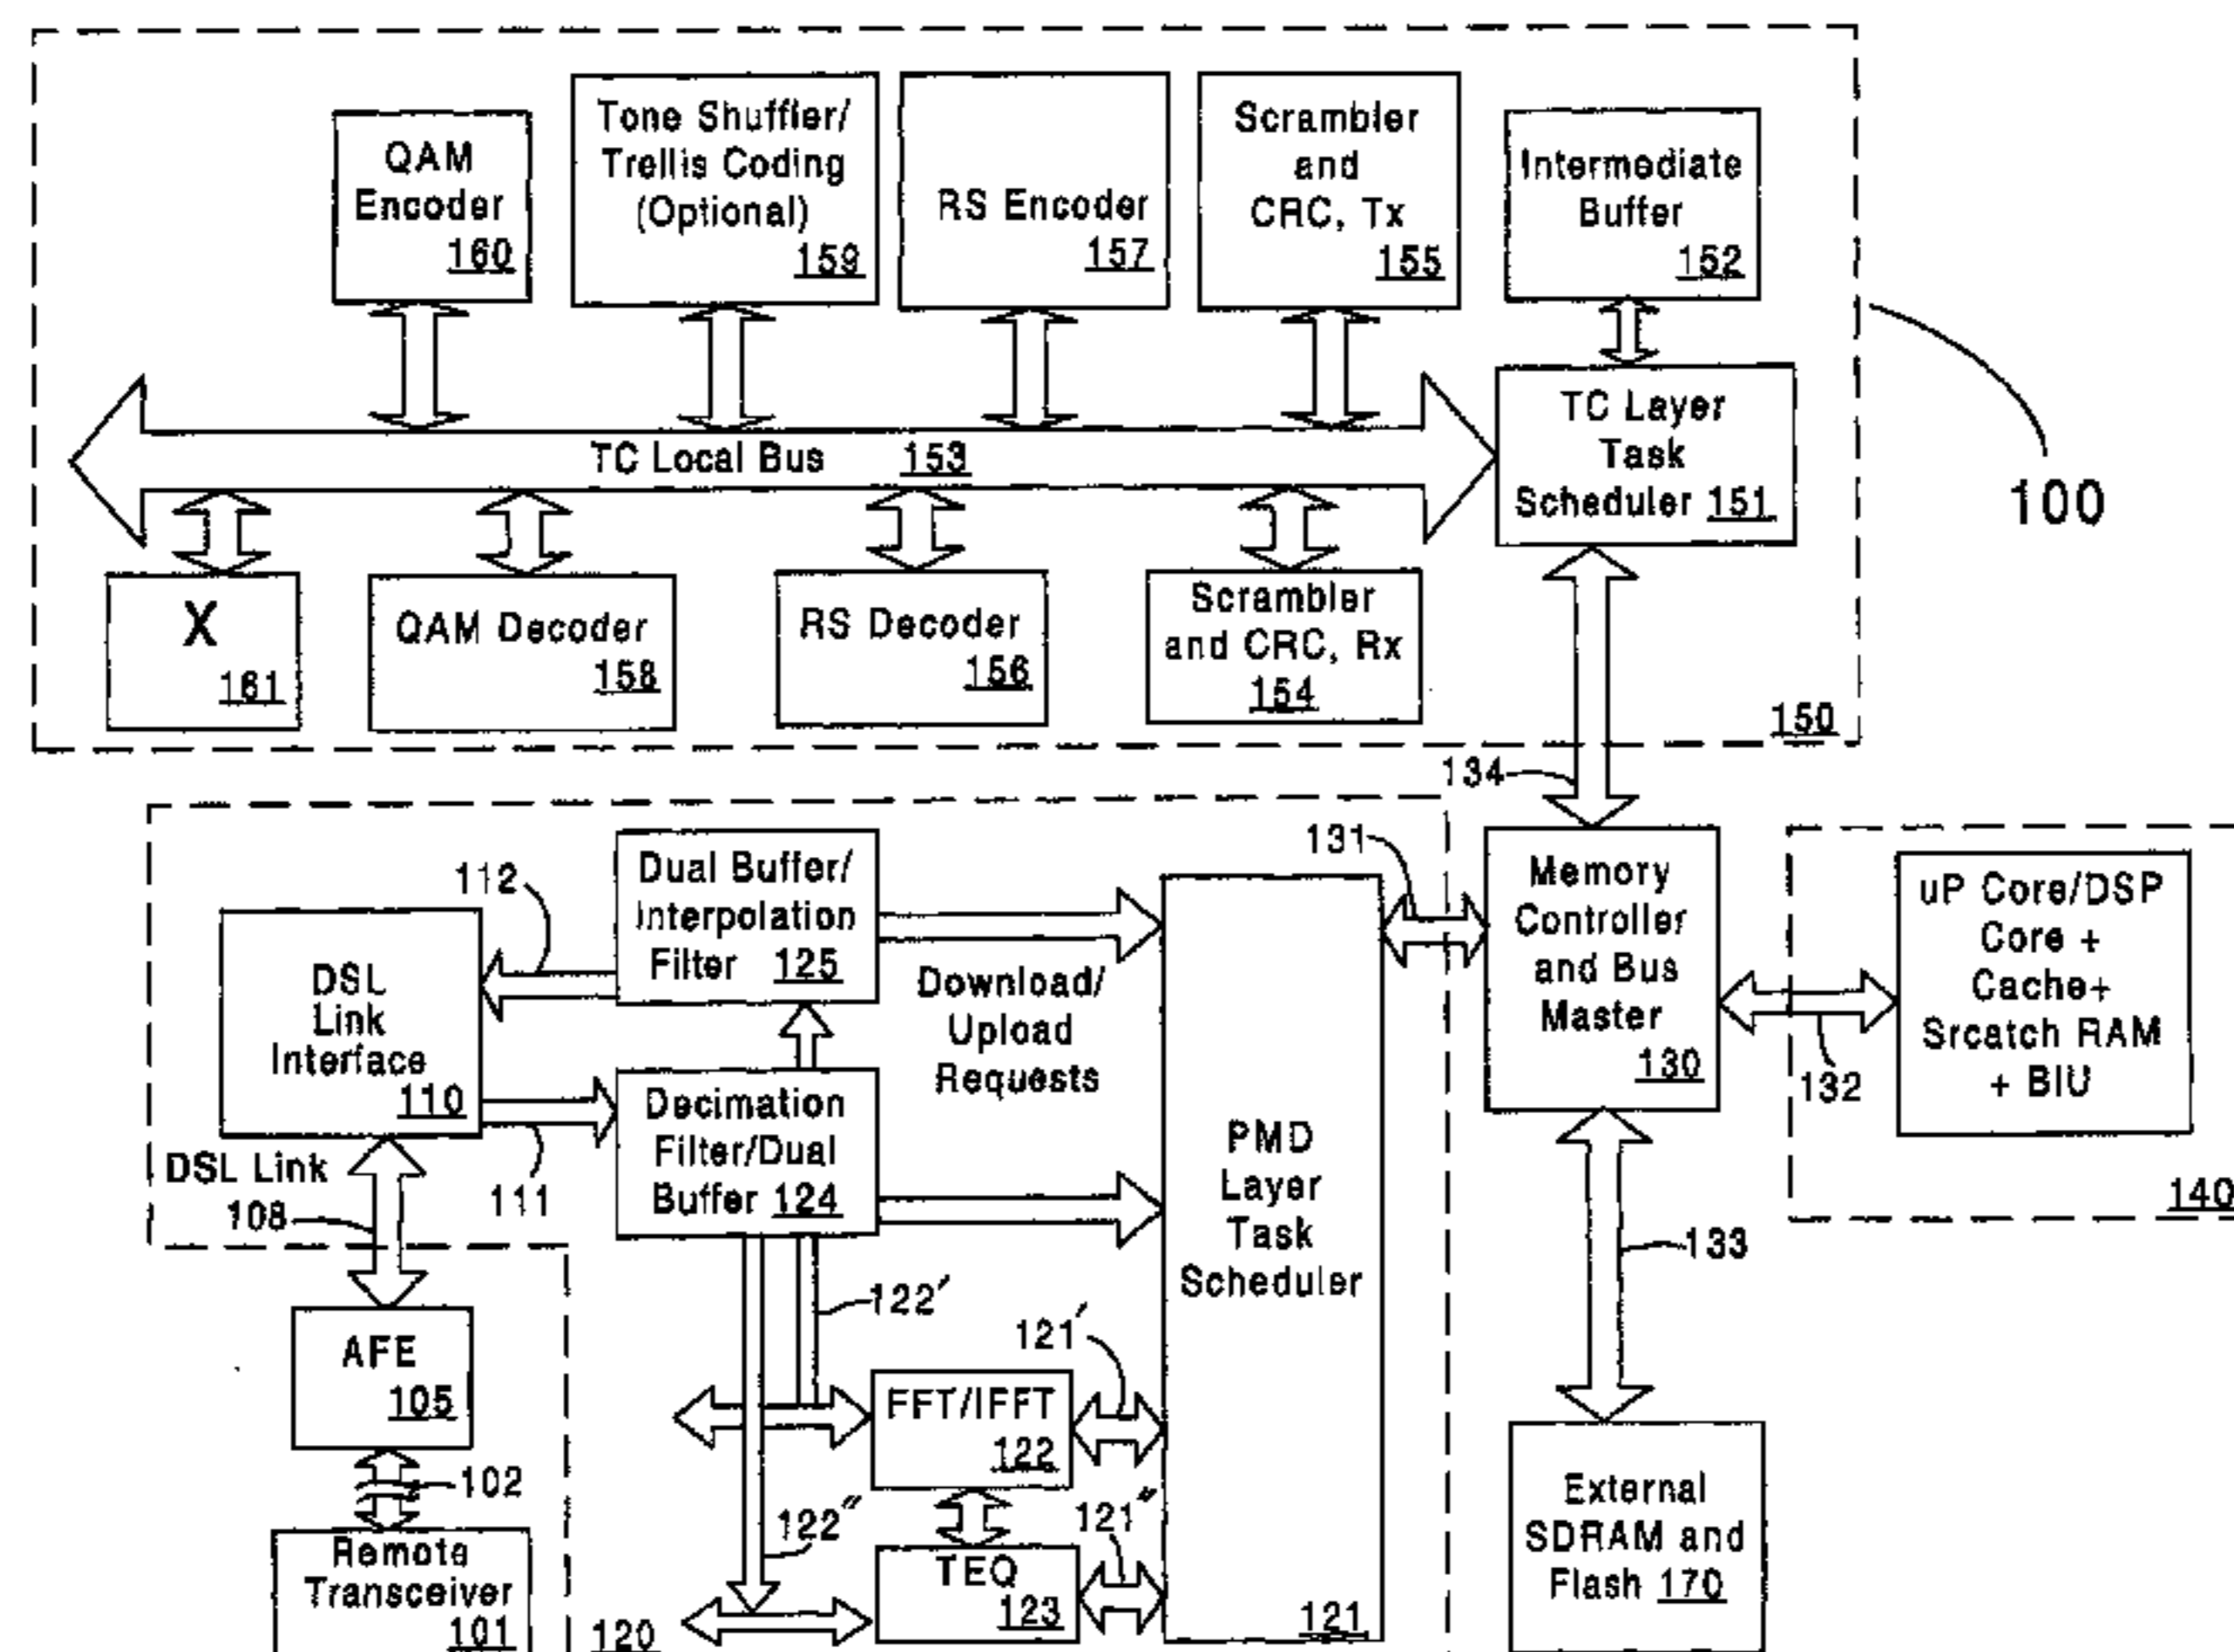 QAM
Encoder
160
Tone Shuffler/
Trellis Coding
(Optional)
159
RS Encoder
157
Scrambler
and
CRC, Tx
155
Intermediate
Buffer
152
TC Local Bus 153
TC Layer
Task
Scheduler 151
100
X
161
QAM Decoder
158
RS Decoder
156
Scrambler
and CRC, Rx
154
150
134
131
112
Dual Buffer/
Interpolation
Filter 125
DSL
Link
Interface
110
Download/
Upload
Requests
Memory
Controller
and Bus
Master
130
uP Core/DSP
Core +
Cache+
Srcatch RAM
+ BIU
132
140
Decimation
Filter/Dual
Buffer 124
111
DSL Link
108
PMD
Layer
Task
Scheduler
121
133
122'
121'
AFE
105
FFT/IFFT
122
102
122"
121"
TEQ
123
Remote
Transceiver
101
120
External
SDRAM and
Flash 170